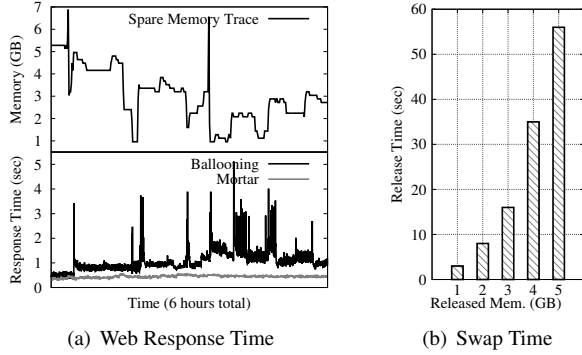 7
6
5
4
3
2
1
Memory (GB)
Spare Memory Trace
5
4
3
2
1
0
Response Time (sec)
Ballooning
Mortar
Time (6 hours total)
(a) Web Response Time
60
50
40
30
20
10
0
Release Time (sec)
1 2 3 4 5
Released Mem. (GB)
(b) Swap Time